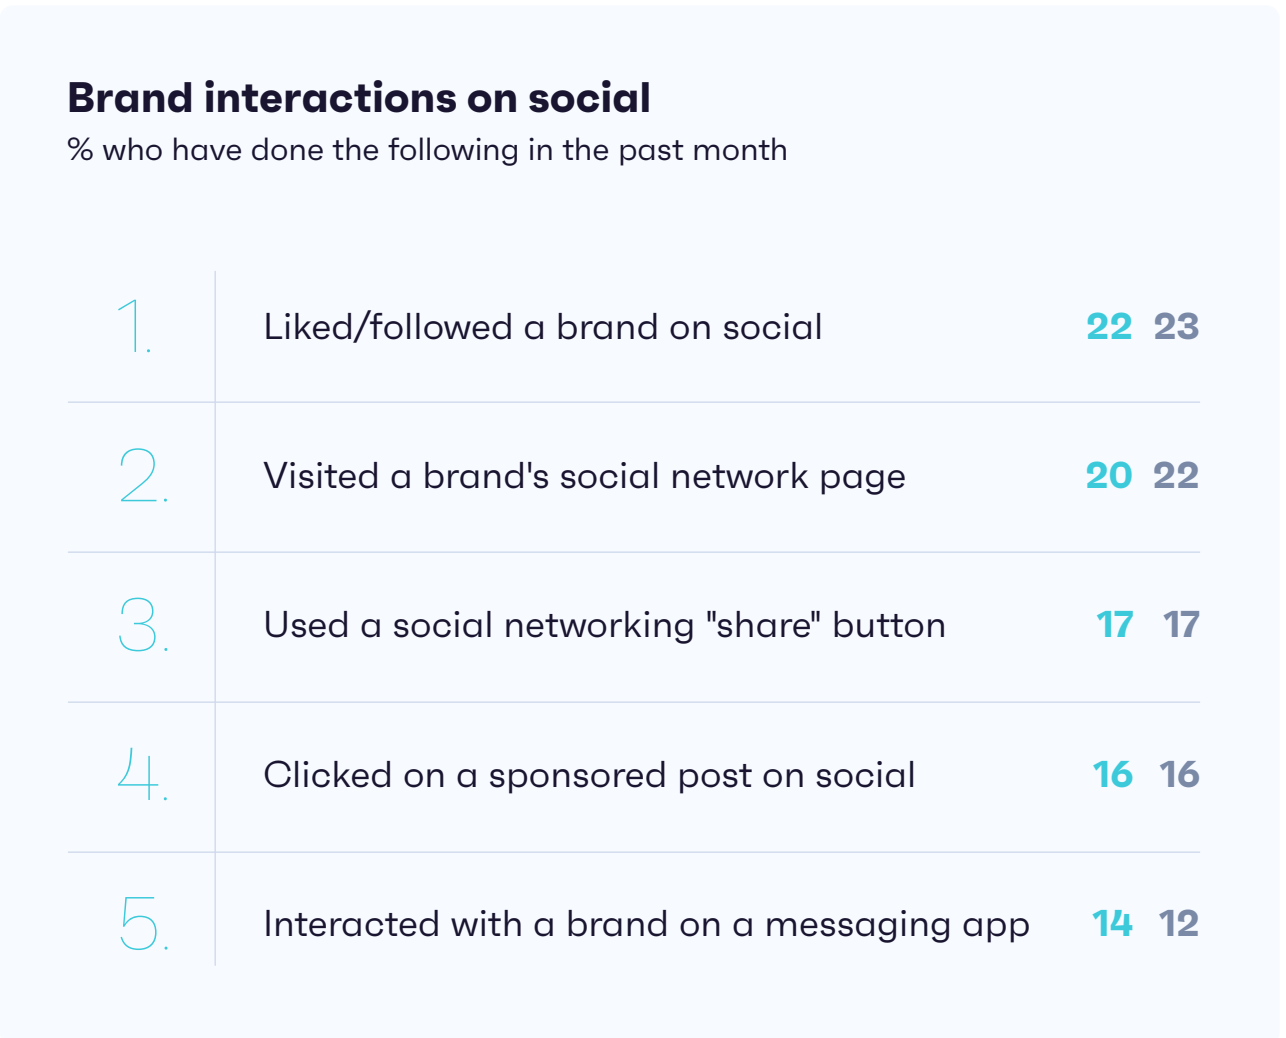 Brand interactions on social
% who have done the following in the past month
1. Liked/followed a brand on social 22 23
2. Visited a brand's social network page 20 22
3. Used a social networking "share" button 17 17
4. Clicked on a sponsored post on social 16 16
5. Interacted with a brand on a messaging app 14 12